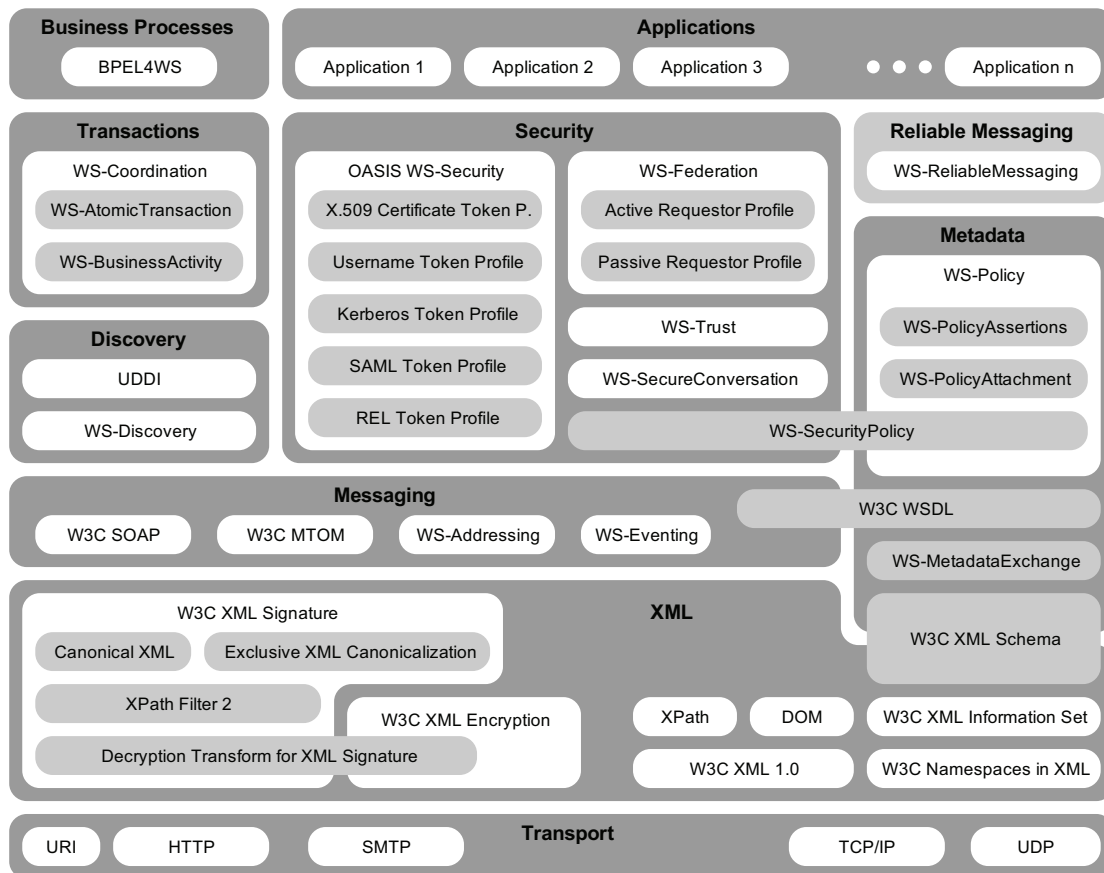 Business Processes
BPEL4WS
Applications
Application 1
Application 2
Application 3
Application n
Transactions
WS-Coordination
WS-AtomicTransaction
WS-BusinessActivity
Discovery
UDDI
WS-Discovery
Security
OASIS WS-Security
X.509 Certificate Token P.
Username Token Profile
Kerberos Token Profile
SAML Token Profile
REL Token Profile
WS-Federation
Active Requestor Profile
Passive Requestor Profile
WS-Trust
WS-SecureConversation
WS-SecurityPolicy
Reliable Messaging
WS-ReliableMessaging
Metadata
WS-Policy
WS-PolicyAssertions
WS-PolicyAttachment
W3C WSDL
WS-MetadataExchange
W3C XML Schema
Messaging
W3C SOAP
W3C MTOM
WS-Addressing
WS-Eventing
XML
W3C XML Signature
Canonical XML
Exclusive XML Canonicalization
XPath Filter 2
Decryption Transform for XML Signature
W3C XML Encryption
XPath
DOM
W3C XML Information Set
W3C XML 1.0
W3C Namespaces in XML
Transport
URI
HTTP
SMTP
TCP/IP
UDP